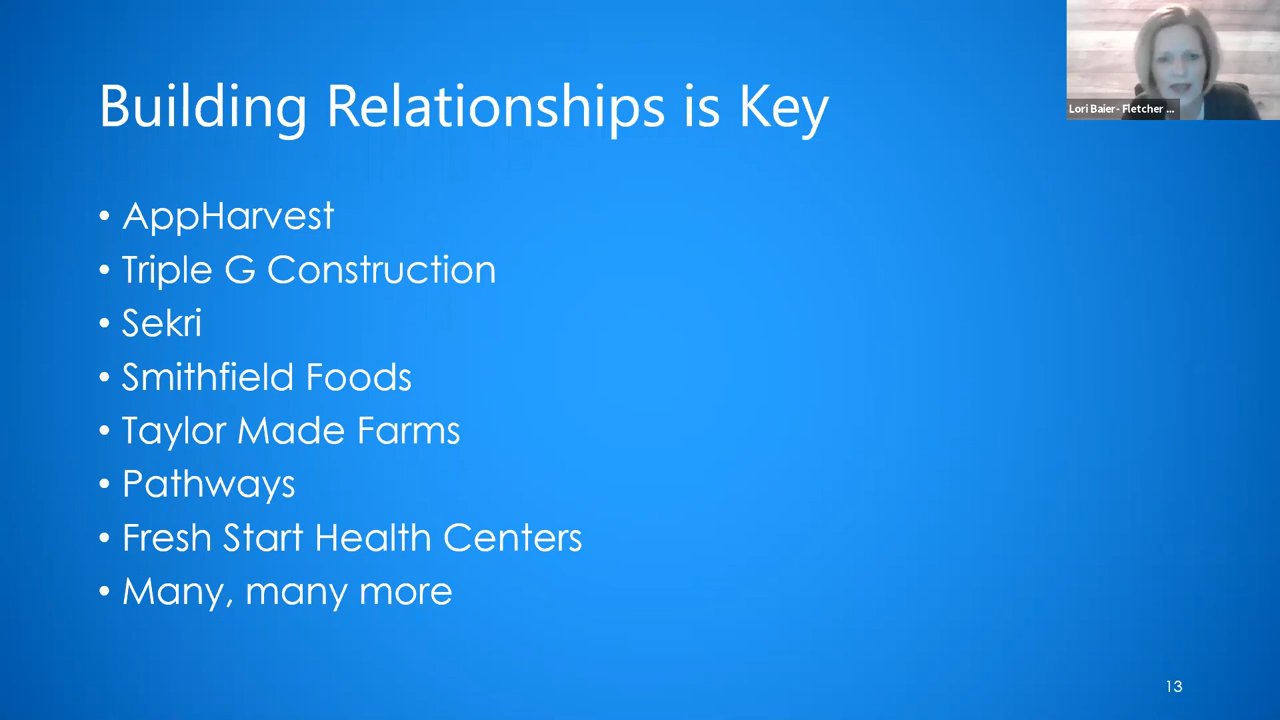 Building Relationships is Key
Lori Baier- Fletcher ...
• AppHarvest
• Triple G Construction
• Sekri
• Smithfield Foods
• Taylor Made Farms
• Pathways
• Fresh Start Health Centers
• Many, many more
13